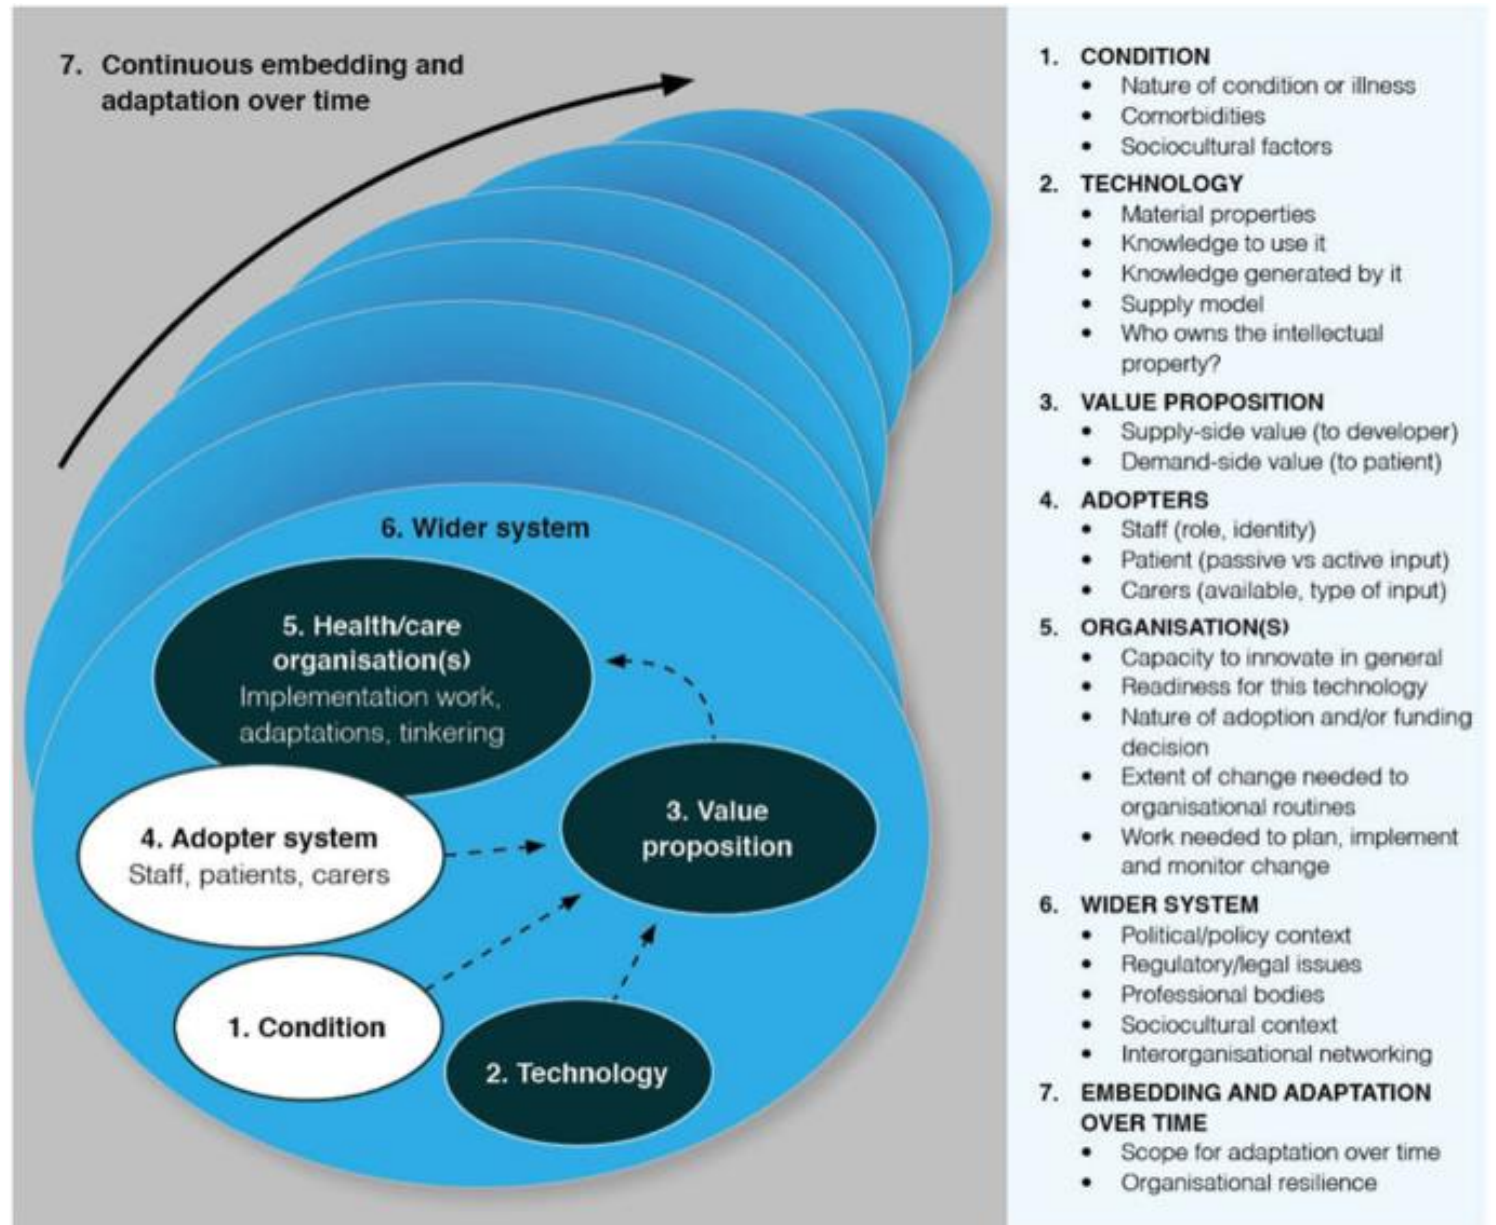 7. Continuous embedding and
adaptation over time
6. Wider system
5. Health/care
organisation(s)
Implementation work,
adaptations, tinkering
4. Adopter system
Staff, patients, carers
3. Value
proposition
1. Condition
2. Technology
1. CONDITION
• Nature of condition or illness
• Comorbidities
• Sociocultural factors
2. TECHNOLOGY
• Material properties
• Knowledge to use it
• Knowledge generated by it
• Supply model
• Who owns the intellectual
property?
3. VALUE PROPOSITION
• Supply-side value (to developer)
• Demand-side value (to patient)
4. ADOPTERS
• Staff (role, identity)
• Patient (passive vs active input)
• Carers (available, type of input)
5. ORGANISATION(S)
• Capacity to innovate in general
• Readiness for this technology
• Nature of adoption and/or funding
decision
• Extent of change needed to
organisational routines
• Work needed to plan, implement
and monitor change
6. WIDER SYSTEM
• Political/policy context
• Regulatory/legal issues
• Professional bodies
• Sociocultural context
• Interorganisational networking
7. EMBEDDING AND ADAPTATION
OVER TIME
• Scope for adaptation over time
• Organisational resilience